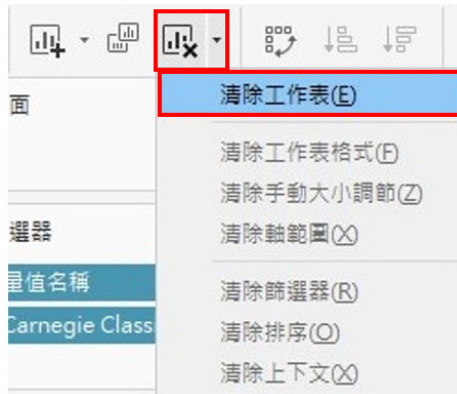 清除工作表(E)
面
清除工作表格式(F)
清除手動大小調節(Z)
選器
清除軸範圍(X)
量值名稱
清除篩選器(R)
Carnegie Class
清除排序(O)
清除上下文(X)